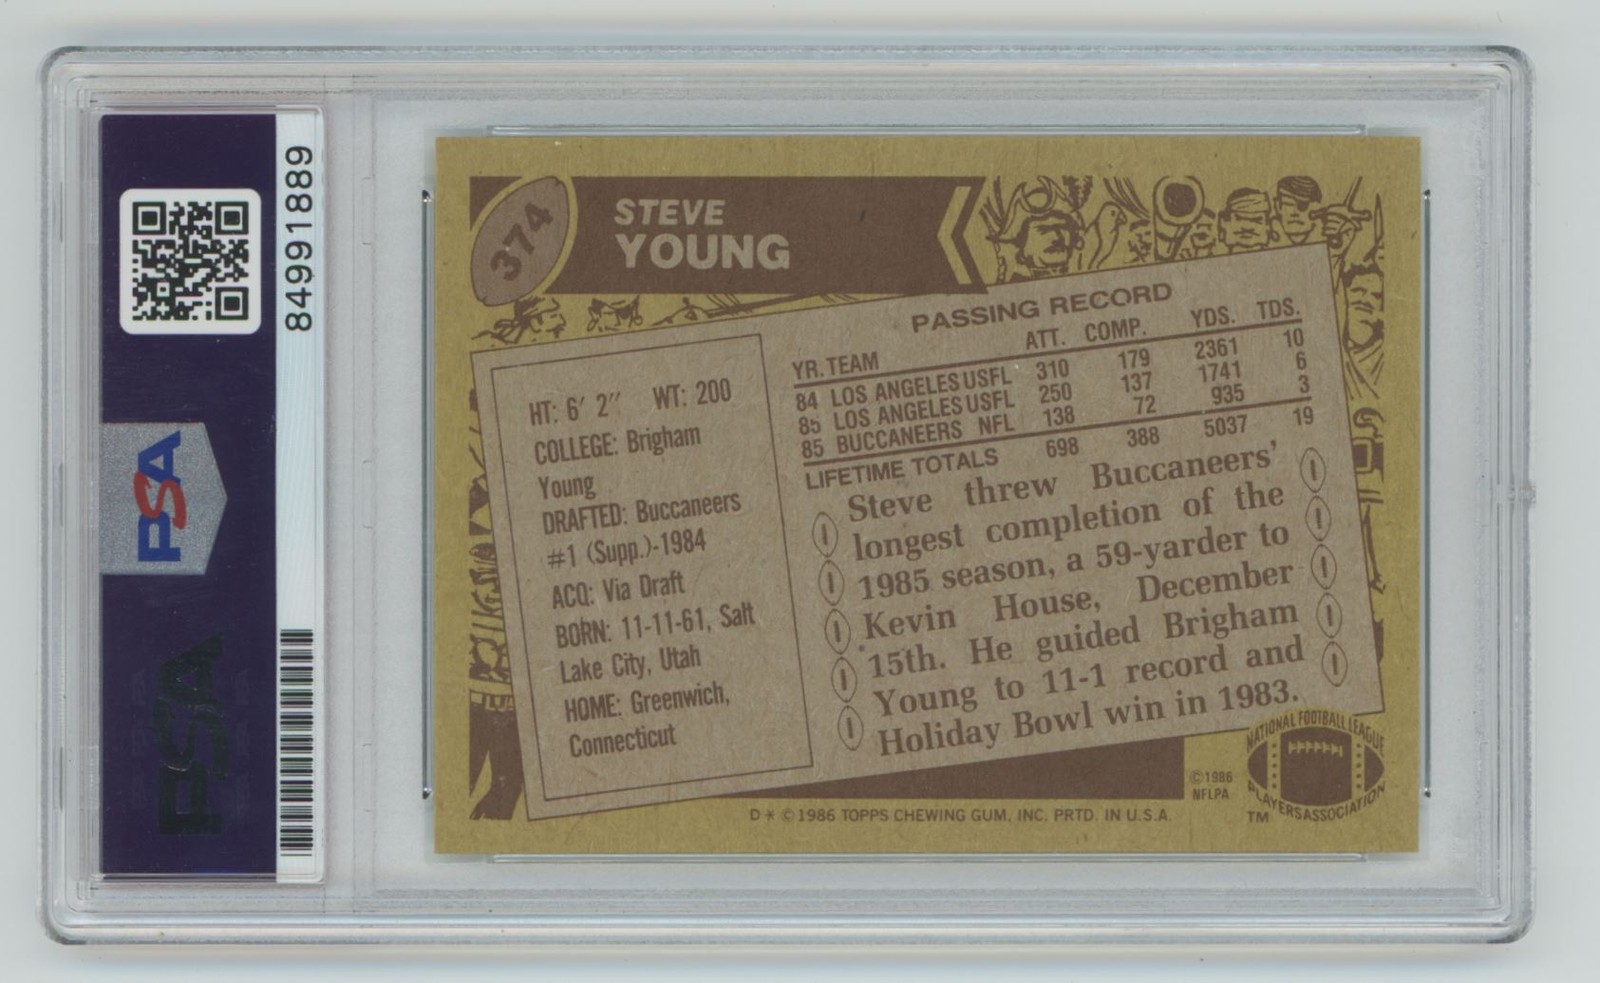 84991889
PSA
PSA
374
STEVE
YOUNG
PASSING RECORD
YR. TEAM ATT. COMP. YDS. TDS.
84 LOS ANGELES USFL 310 179 2361 10
85 LOS ANGELES USFL 250 137 1741 6
85 BUCCANEERS NFL 138 72 935 3
LIFETIME TOTALS 698 388 5037 19
HT: 6′ 2″ WT: 200
COLLEGE: Brigham
Young
DRAFTED: Buccaneers
#1 (Supp.)-1984
ACQ: Via Draft
BORN: 11-11-61, Salt
Lake City, Utah
HOME: Greenwich,
Connecticut
Steve threw Buccaneers'
longest completion of the
1985 season, a 59-yarder to
Kevin House, December
15th. He guided Brigham
Young to 11-1 record and
Holiday Bowl win in 1983.
©1986
NFLPA
NATIONAL FOOTBALL LEAGUE
PLAYERS ASSOCIATION
TM
D * © 1986 TOPPS CHEWING GUM, INC. PRTD. IN U.S.A.